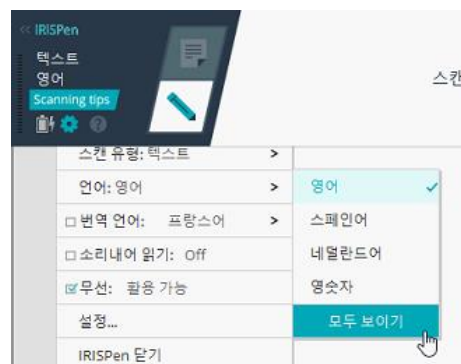 << IRISPen
텍스트
영어
Scanning tips
스캔
스캔 유형: 텍스트 >
언어: 영어 >
번역 언어: 프랑스어 >
소리내어 읽기: Off
무선: 활용 가능
설정...
IRISPen 닫기
영어
스페인어
네덜란드어
영숫자
모두 보이기